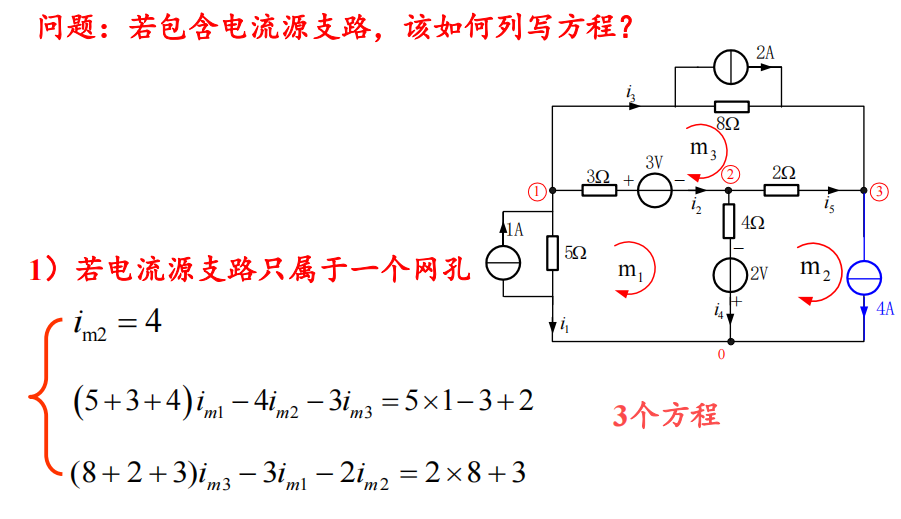 问题：若包含电流源支路，该如何列写方程？
2A
i3
8Ω
m3
3V
②
2Ω
3Ω
+
−
①
③
i2
i5
1A
4Ω
5Ω
−
1）若电流源支路只属于一个网孔
m1
2V
m2
+
i4
4A
i1
0
im2 = 4
(5+3+4)im1 − 4im2 − 3im3 = 5×1−3+2
3个方程
(8+2+3)im3 − 3im1 − 2im2 = 2×8+3